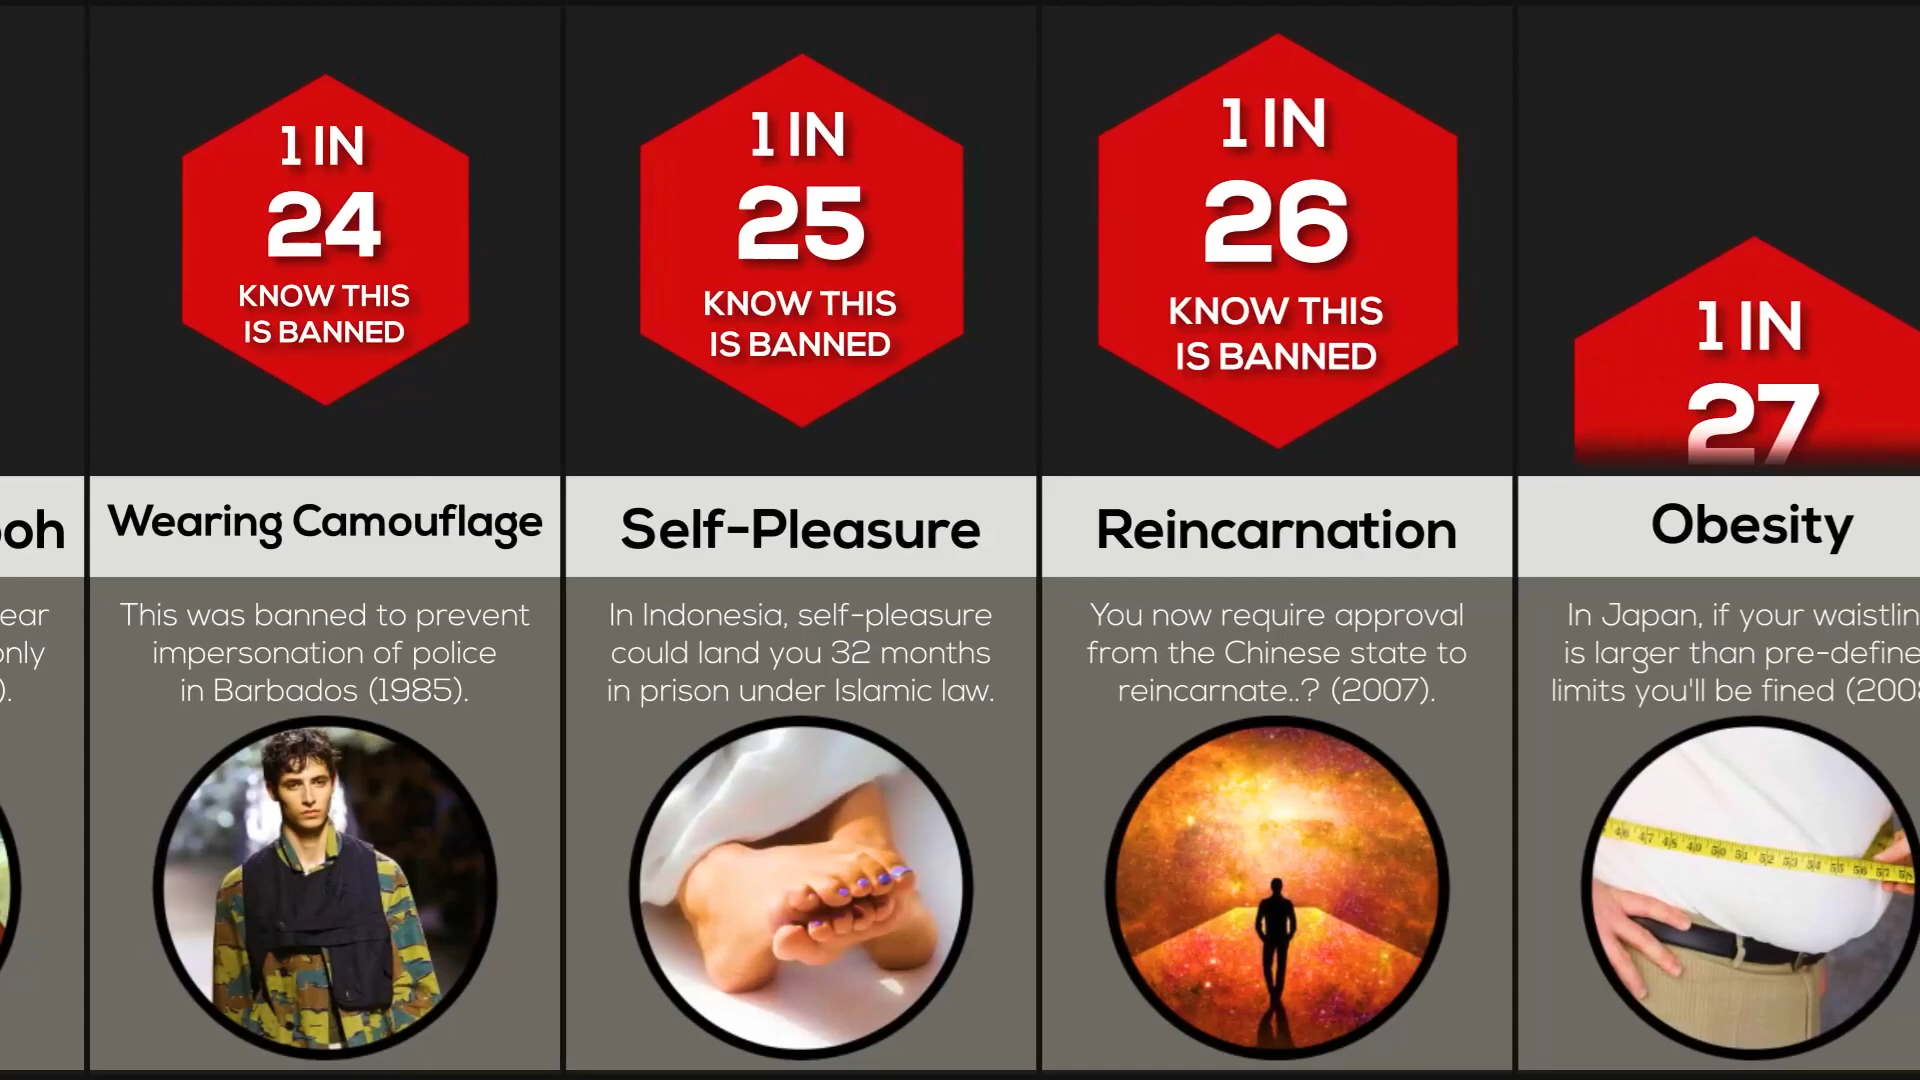 1 IN
24
KNOW THIS
IS BANNED
1 IN
25
KNOW THIS
IS BANNED
1 IN
26
KNOW THIS
IS BANNED
1 IN
27
oh
Wearing Camouflage
Self-Pleasure
Reincarnation
Obesity
ear
only
).
This was banned to prevent
impersonation of police
in Barbados (1985).
In Indonesia, self-pleasure
could land you 32 months
in prison under Islamic law.
You now require approval
from the Chinese state to
reincarnate..? (2007).
In Japan, if your waistlin
is larger than pre-define
limits you'll be fined (200